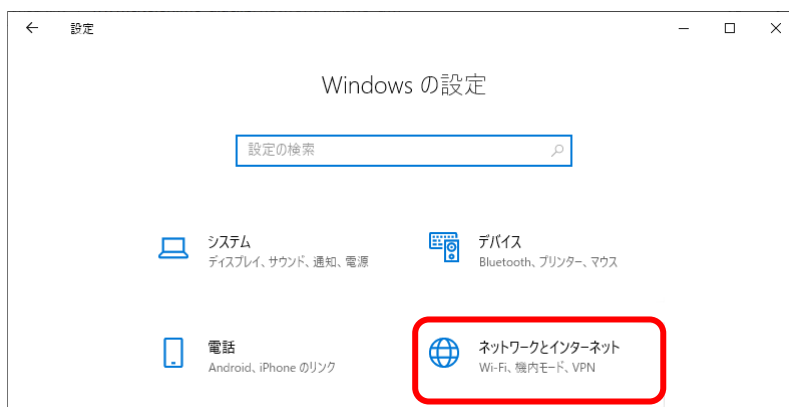 設定
Windows の設定
設定の検索
システム
ディスプレイ、サウンド、通知、電源
デバイス
Bluetooth、プリンター、マウス
電話
Android、iPhone のリンク
ネットワークとインターネット
Wi-Fi、機内モード、VPN